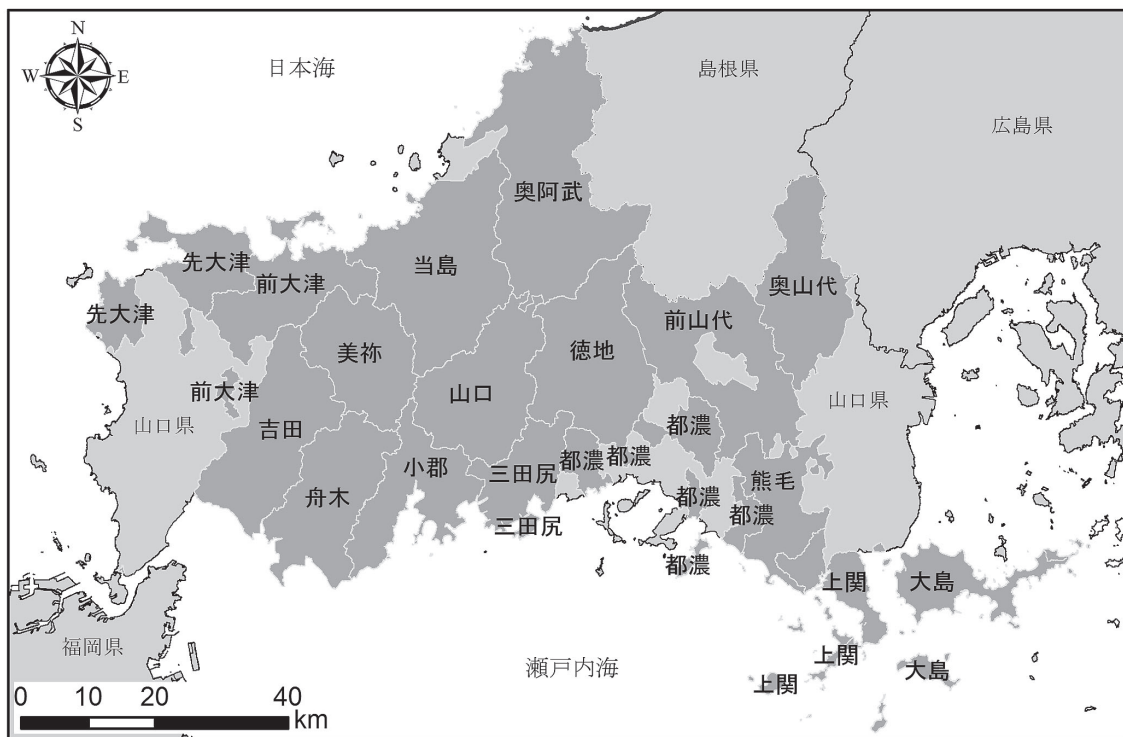 N
W
E
S
日本海
島根県
広島県
奥阿武
先大津
前大津
当島
奥山代
先大津
美祢
徳地
前山代
前大津
山口
山口県
山口県
吉田
都濃
小郡
三田尻
都濃
都濃
熊毛
舟木
都濃
都濃
三田尻
都濃
上関
大島
福岡県
瀬戸内海
上関
上関
大島
0 10 20 40
km